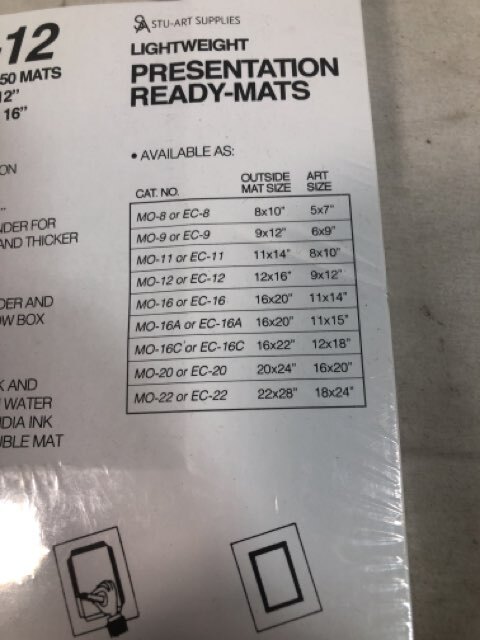 -12
50 MATS
12"
16"
ON
NDER FOR
AND THICKER
DER AND
OW BOX
K AND
WATER
DIA INK
BLE MAT
SA STU-ART SUPPLIES
LIGHTWEIGHT
PRESENTATION
READY-MATS
• AVAILABLE AS:
CAT. NO. OUTSIDE MAT SIZE ART SIZE
MO-8 or EC-8 8x10" 5x7"
MO-9 or EC-9 9x12" 6x9"
MO-11 or EC-11 11x14" 8x10"
MO-12 or EC-12 12x16" 9x12"
MO-16 or EC-16 16x20" 11x14"
MO-16A or EC-16A 16x20" 11x15"
MO-16C or EC-16C 16x22" 12x18"
MO-20 or EC-20 20x24" 16x20"
MO-22 or EC-22 22x28" 18x24"